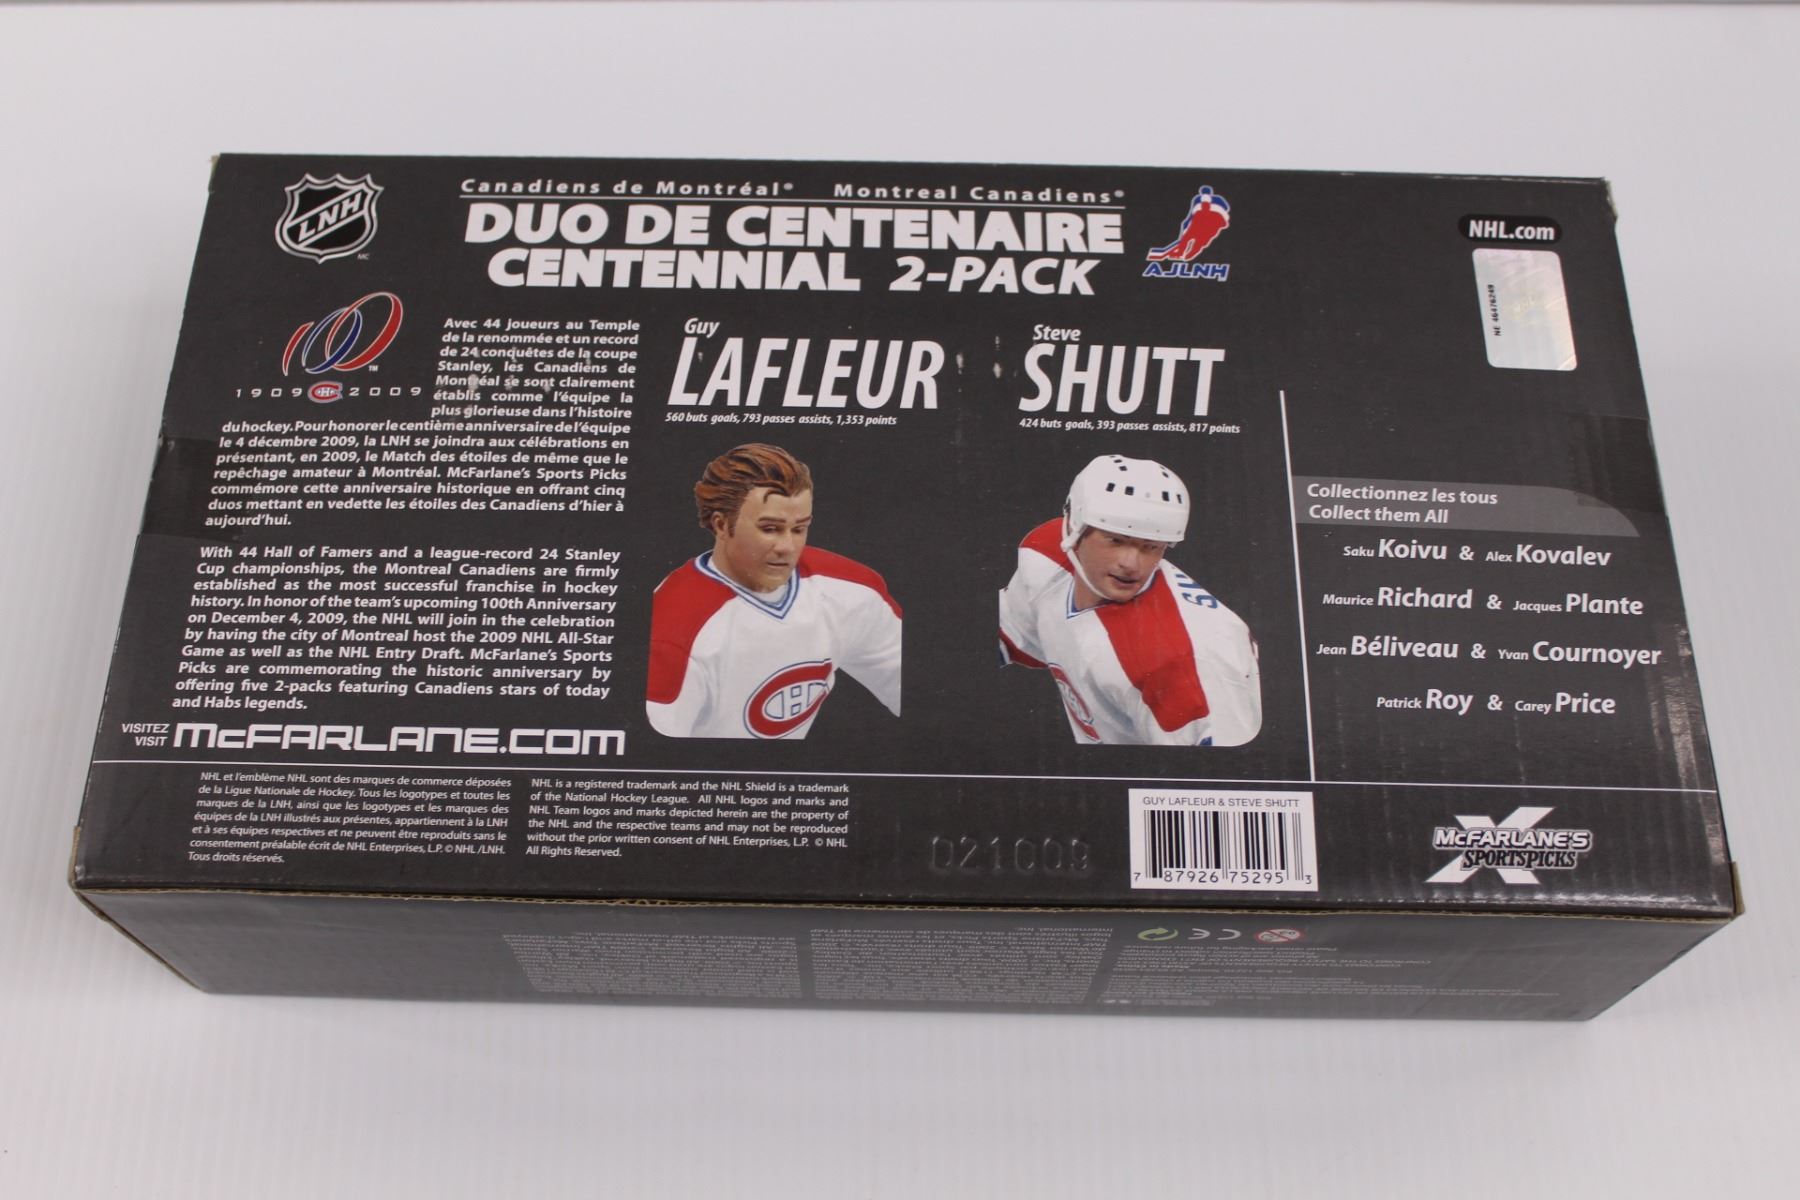 LNH
MC
Canadiens de Montréal® Montreal Canadiens®
DUO DE CENTENAIRE
CENTENNIAL 2-PACK
AJLNH
NHL.com
NE 46476249
TM
1909 2009
Avec 44 joueurs au Temple
de la renommée et un record
de 24 conquêtes de la coupe
Stanley, les Canadiens de
Montréal se sont clairement
établis comme l'équipe la
plus glorieuse dans l'histoire
du hockey. Pour honorer le centième anniversaire de l'équipe
le 4 décembre 2009, la LNH se joindra aux célébrations en
présentant, en 2009, le Match des étoiles de même que le
repêchage amateur à Montréal. McFarlane's Sports Picks
commémore cette anniversaire historique en offrant cinq
duos mettant en vedette les étoiles des Canadiens d'hier à
aujourd'hui.
With 44 Hall of Famers and a league-record 24 Stanley
Cup championships, the Montreal Canadiens are firmly
established as the most successful franchise in hockey
history. In honor of the team's upcoming 100th Anniversary
on December 4, 2009, the NHL will join in the celebration
by having the city of Montreal host the 2009 NHL All-Star
Game as well as the NHL Entry Draft. McFarlane's Sports
Picks are commemorating the historic anniversary by
offering five 2-packs featuring Canadiens stars of today
and Habs legends.
VISITEZ
VISIT McFARLANE.COM
Guy
LAFLEUR
560 buts goals, 793 passes assists, 1,353 points
Steve
SHUTT
424 buts goals, 393 passes assists, 817 points
Collectionnez les tous
Collect them All
Saku Koivu & Alex Kovalev
Maurice Richard & Jacques Plante
Jean Béliveau & Yvan Cournoyer
Patrick Roy & Carey Price
NHL et l'emblème NHL sont des marques de commerce déposées
de la Ligue Nationale de Hockey. Tous les logotypes et toutes les
marques de la LNH, ainsi que les logotypes et les marques des
équipes de la LNH illustrés aux présentes, appartiennent à la LNH
et à ses équipes respectives et ne peuvent être reproduits sans le
consentement préalable écrit de NHL Enterprises, L.P. © NHL /LNH.
Tous droits réservés.
NHL is a registered trademark and the NHL Shield is a trademark
of the National Hockey League. All NHL logos and marks and
NHL Team logos and marks depicted herein are the property of
the NHL and the respective teams and may not be reproduced
without the prior written consent of NHL Enterprises, L.P. © NHL
All Rights Reserved.
021009
GUY LAFLEUR & STEVE SHUTT
7 87926 75295 3
McFARLANE'S
SPORTSPICKS